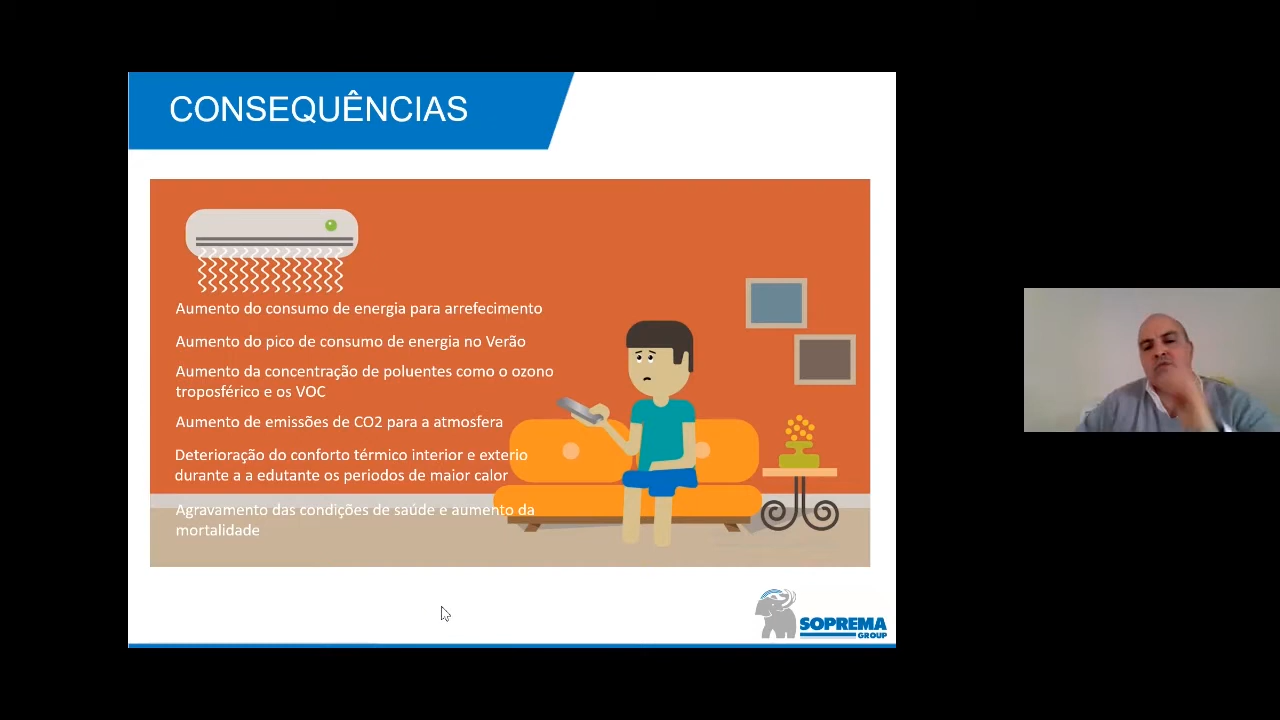 CONSEQUÊNCIAS
Aumento do consumo de energia para arrefecimento
Aumento do pico de consumo de energia no Verão
Aumento da concentração de poluentes como o ozono
troposférico e os VOC
Aumento de emissões de CO2 para a atmosfera
Deterioração do conforto térmico interior e exterio
durante a a edutante os periodos de maior calor
Agravamento das condições de saúde e aumento da
mortalidade
SOPREMA
GROUP